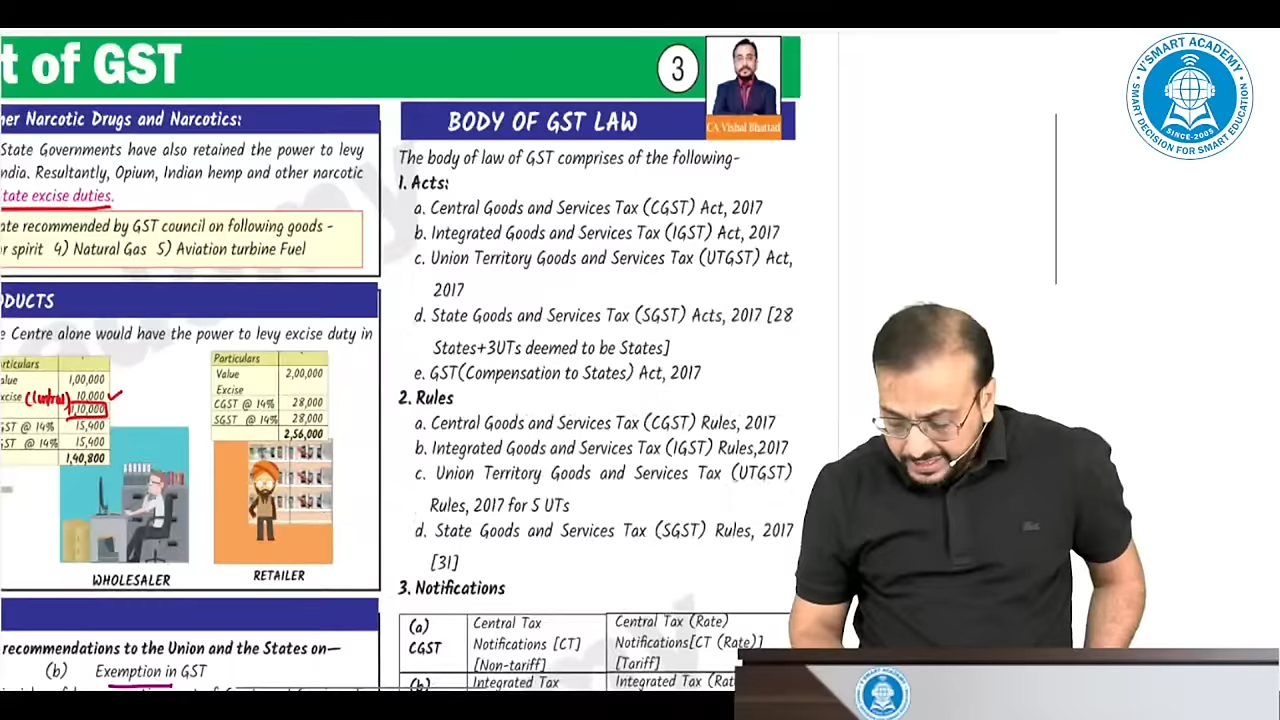 t of GST
3
CA Vishal Bhattad
ner Narcotic Drugs and Narcotics:
State Governments have also retained the power to levy
ndia. Resultantly, Opium, Indian hemp and other narcotic
tate excise duties.
ate recommended by GST council on following goods -
r spirit 4) Natural Gas 5) Aviation turbine Fuel
DUCTS
e Centre alone would have the power to levy excise duty in
rticulars
alue 1,00,000
xcise 10,000
1,10,000
GST @ 14% 15,400
GST @ 14% 15,400
1,40,800
WHOLESALER
Particulars
Value 2,00,000
Excise
CGST @ 14% 28,000
SGST @ 14% 28,000
2,56,000
RETAILER
recommendations to the Union and the States on—
(b) Exemption in GST
BODY OF GST LAW
The body of law of GST comprises of the following-
1. Acts:
a. Central Goods and Services Tax (CGST) Act, 2017
b. Integrated Goods and Services Tax (IGST) Act, 2017
c. Union Territory Goods and Services Tax (UTGST) Act,
2017
d. State Goods and Services Tax (SGST) Acts, 2017 [28
States+3UTs deemed to be States]
e. GST(Compensation to States) Act, 2017
2. Rules
a. Central Goods and Services Tax (CGST) Rules, 2017
b. Integrated Goods and Services Tax (IGST) Rules,2017
c. Union Territory Goods and Services Tax (UTGST)
Rules, 2017 for 5 UTs
d. State Goods and Services Tax (SGST) Rules, 2017
[31]
3. Notifications
(a) CGST
Central Tax
Notifications [CT]
[Non-tariff]
Central Tax (Rate)
Notifications[CT (Rate)]
[Tariff]
(b)
Integrated Tax
Integrated Tax (Rat
V'SMART ACADEMY
SMART DECISION FOR SMART EDUCATION
SINCE-2005